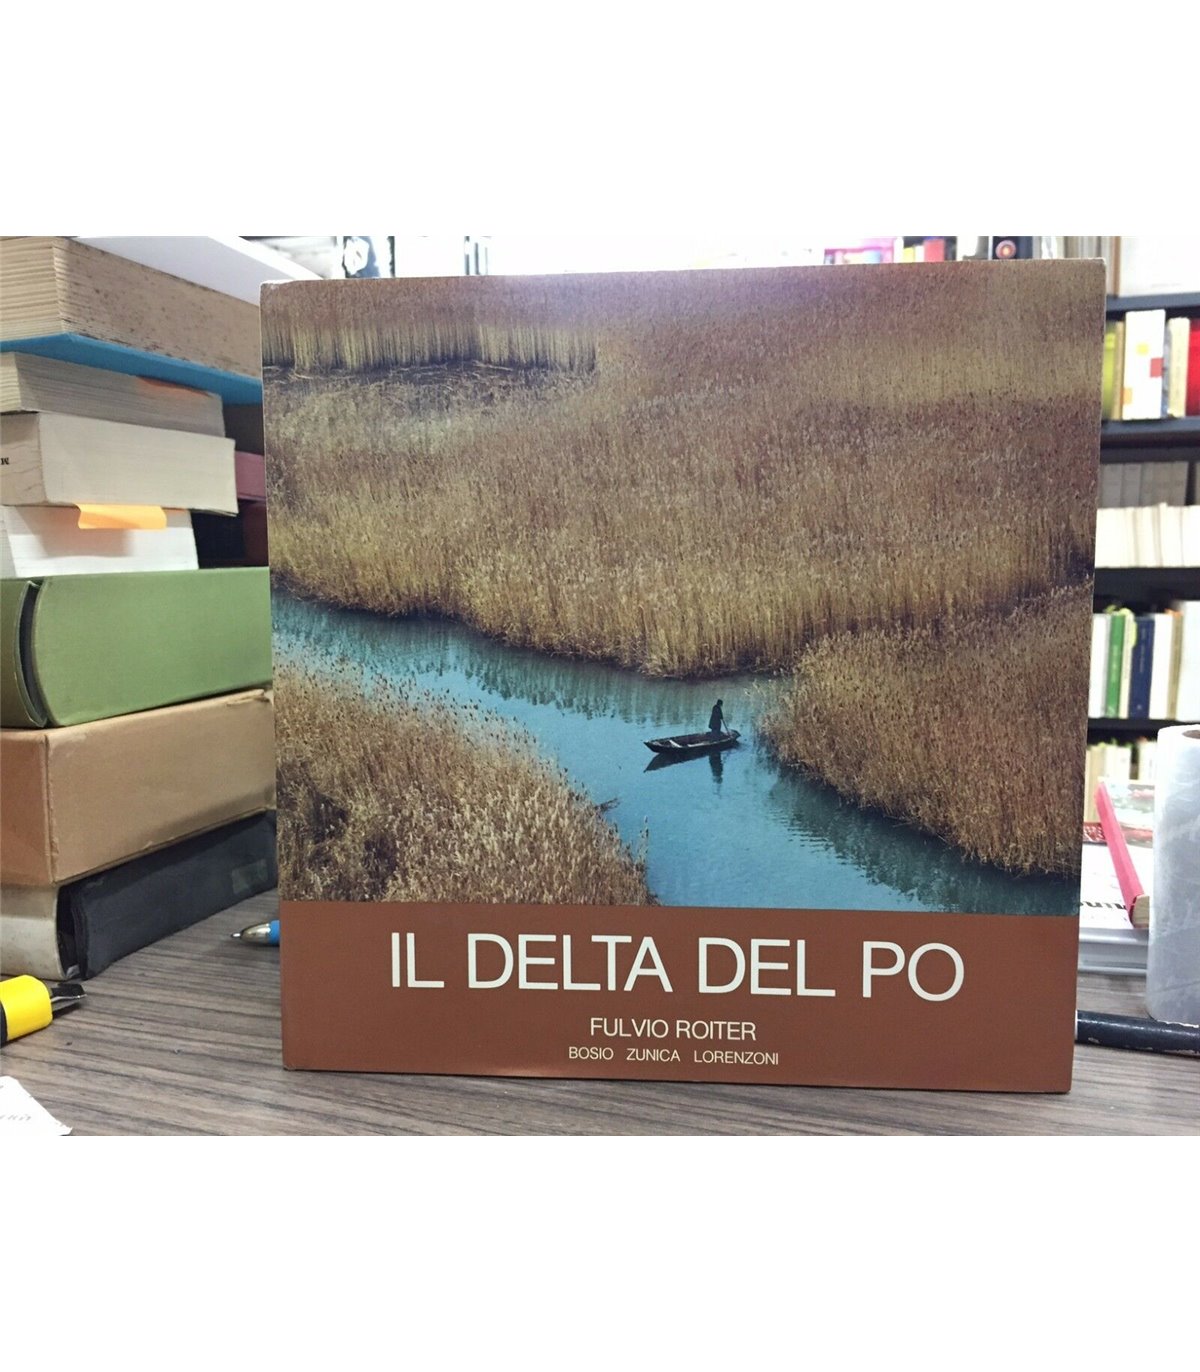 IL DELTA DEL PO
FULVIO ROITER
BOSIO ZUNICA LORENZONI